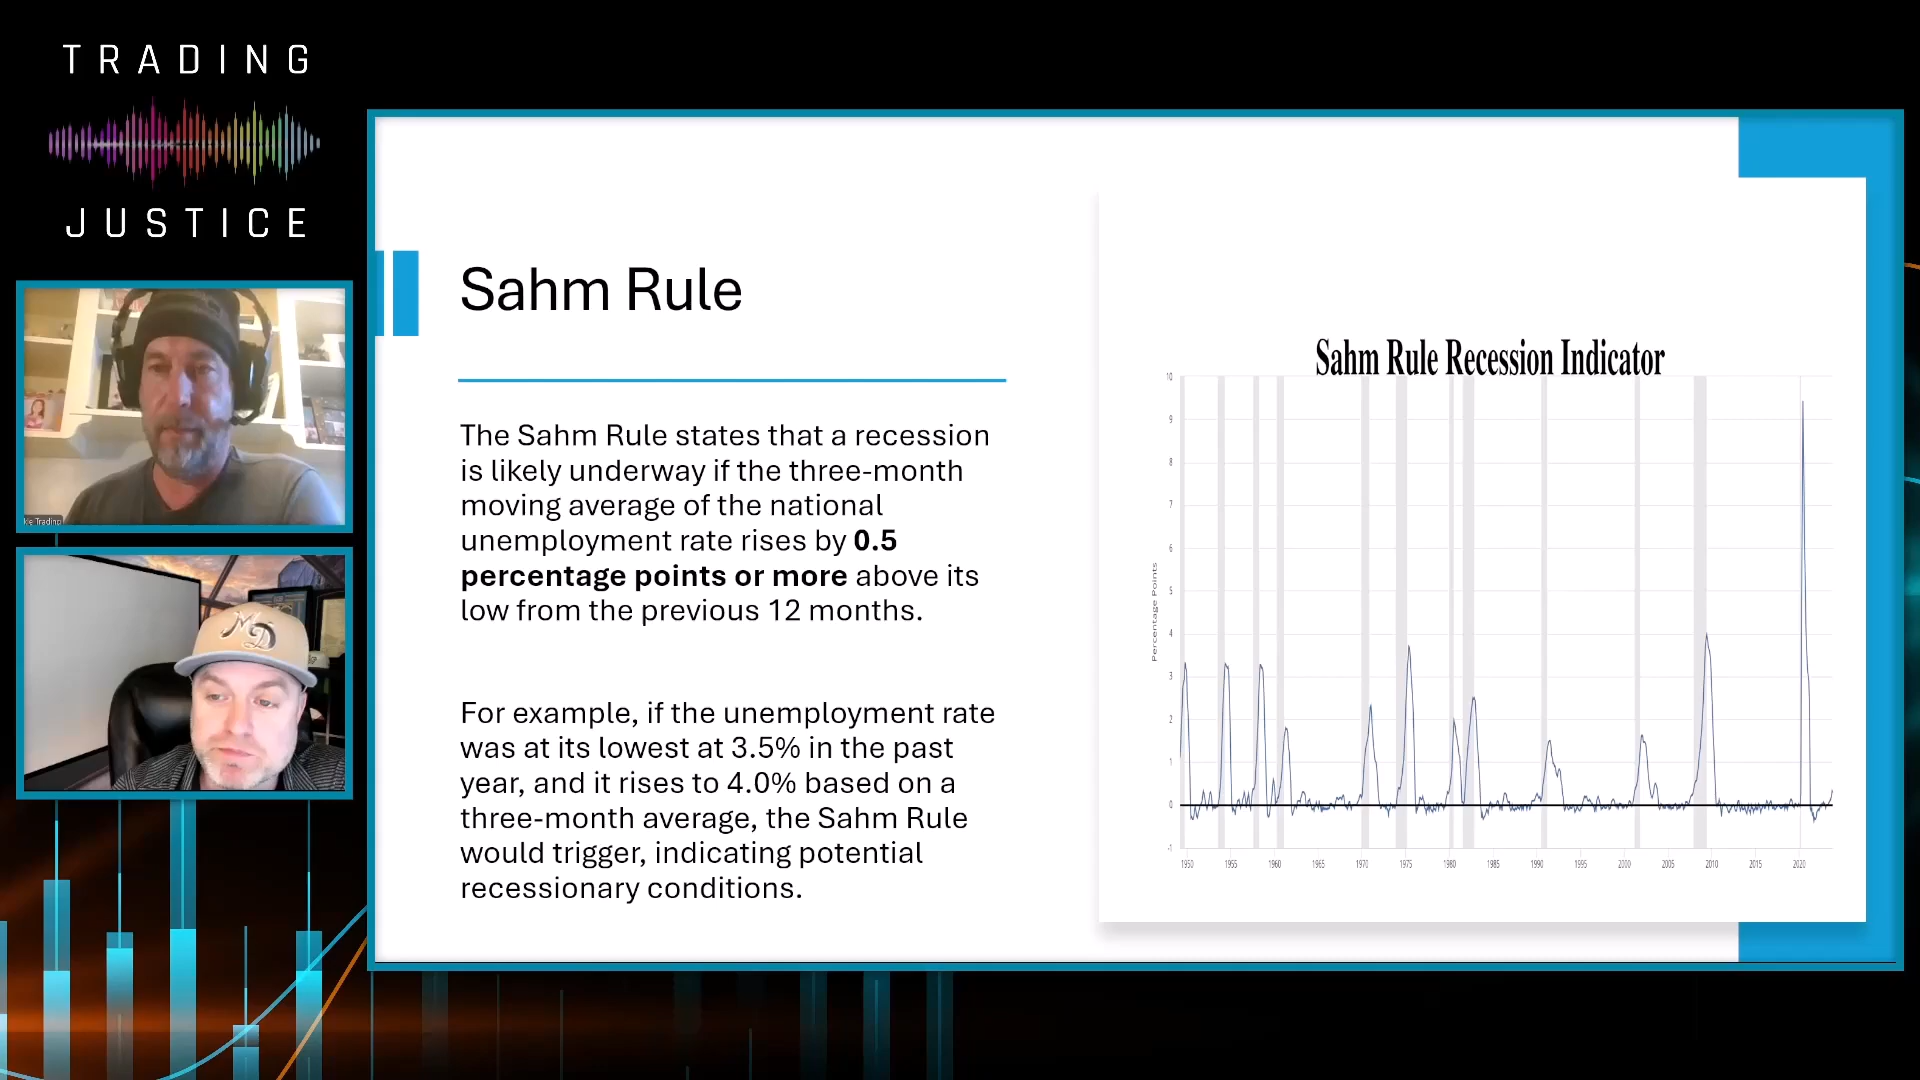 TRADING
JUSTICE
kie Trading
MD
Sahm Rule
The Sahm Rule states that a recession
is likely underway if the three-month
moving average of the national
unemployment rate rises by 0.5
percentage points or more above its
low from the previous 12 months.
For example, if the unemployment rate
was at its lowest at 3.5% in the past
year, and it rises to 4.0% based on a
three-month average, the Sahm Rule
would trigger, indicating potential
recessionary conditions.
Sahm Rule Recession Indicator
Percentage Points
10
9
8
7
6
5
4
3
2
1
0
-1
1950 1955 1960 1965 1970 1975 1980 1985 1990 1995 2000 2005 2010 2015 2020